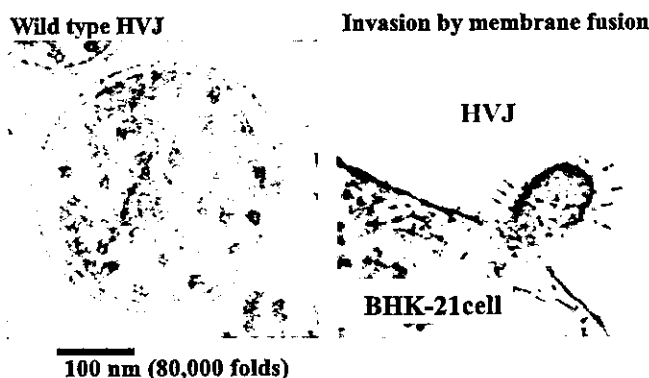 Wild type HVJ
Invasion by membrane fusion
HVJ
BHK-21cell
100 nm (80,000 folds)